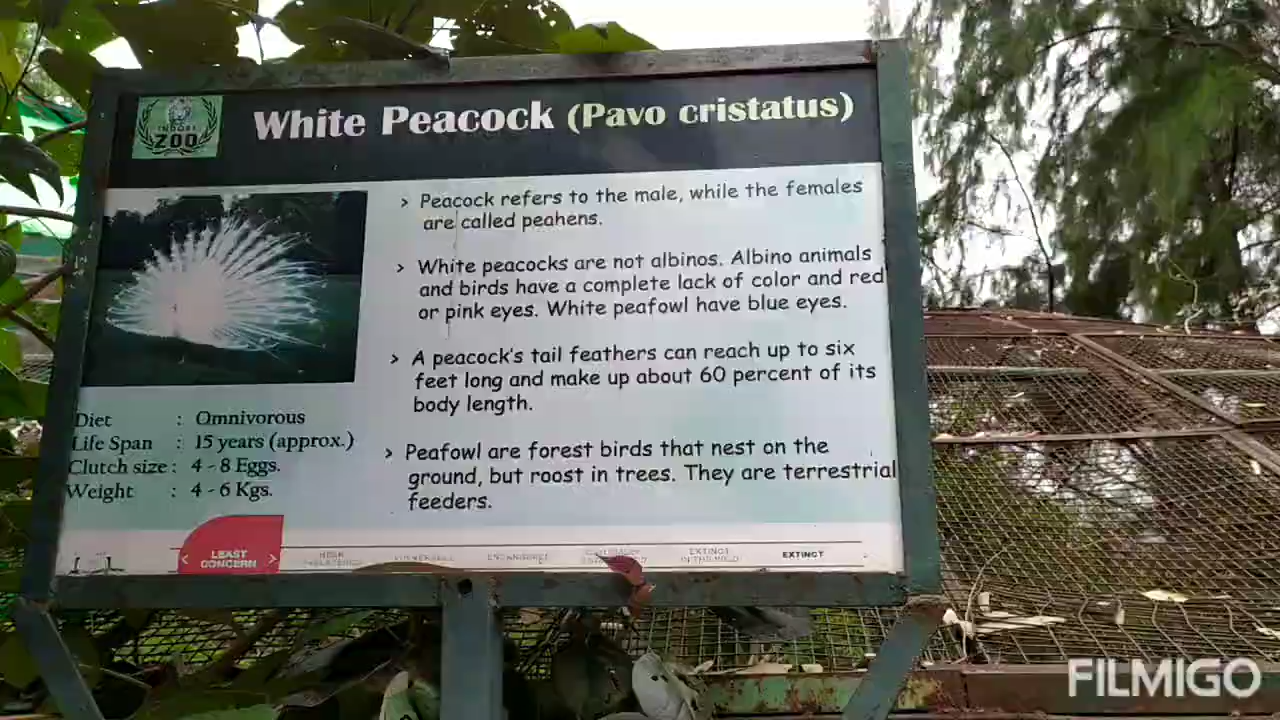 INDORE
ZOO
White Peacock (Pavo cristatus)
> Peacock refers to the male, while the females
are called peahens.
> White peacocks are not albinos. Albino animals
and birds have a complete lack of color and red
or pink eyes. White peafowl have blue eyes.
> A peacock's tail feathers can reach up to six
feet long and make up about 60 percent of its
body length.
> Peafowl are forest birds that nest on the
ground, but roost in trees. They are terrestrial
feeders.
Diet : Omnivorous
Life Span : 15 years (approx.)
Clutch size : 4 - 8 Eggs.
Weight : 4 - 6 Kgs.
< LEAST CONCERN >
NEAR THREATENED
VULNERABLE
ENDANGERED
EXTINCT IN THE WILD
EXTINCT
FILMIGO